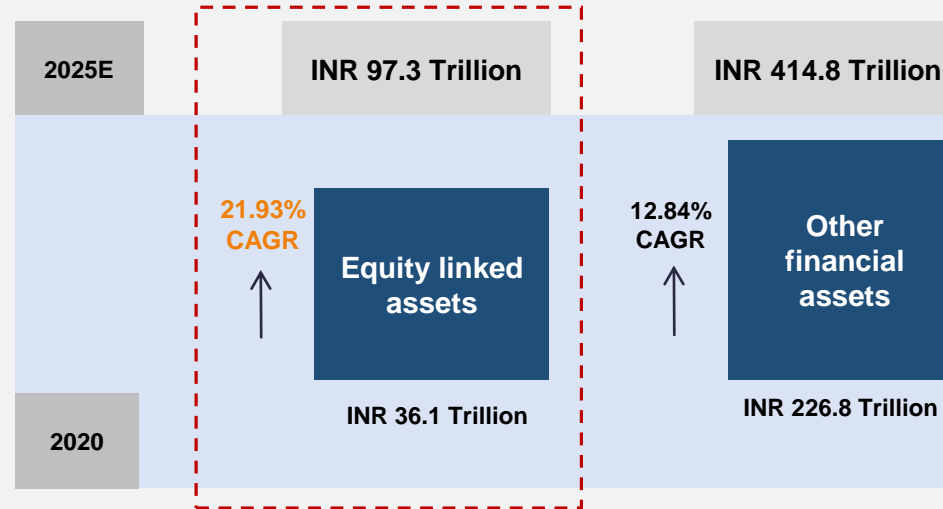 2025E
INR 97.3 Trillion
INR 414.8 Trillion
21.93%
CAGR
Equity linked
assets
12.84%
CAGR
Other
financial
assets
INR 36.1 Trillion
INR 226.8 Trillion
2020